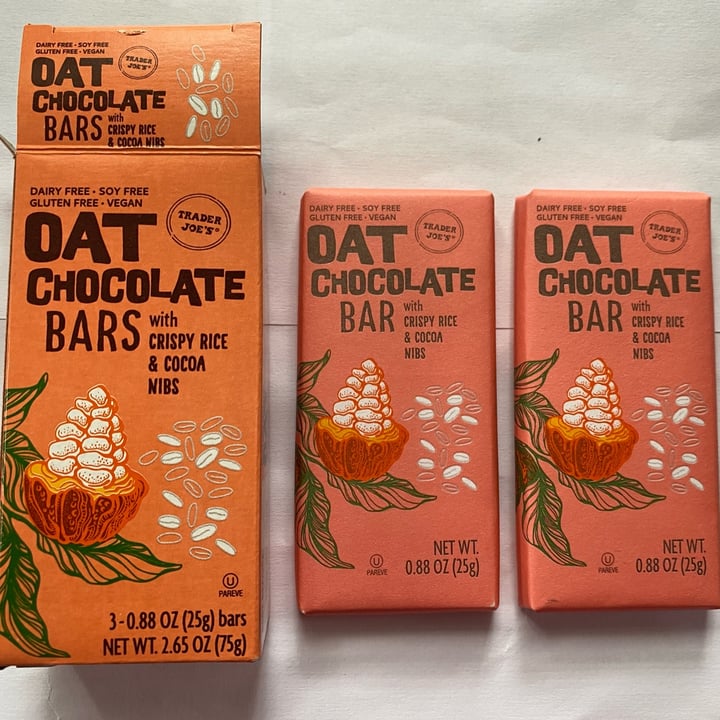 DAIRY FREE • SOY FREE
GLUTEN FREE • VEGAN
OAT
CHOCOLATE
BARS with
CRISPY RICE
& COCOA NIBS
TRADER
JOE'S
DAIRY FREE • SOY FREE
GLUTEN FREE • VEGAN
OAT
CHOCOLATE
BARS with
CRISPY RICE
& COCOA
NIBS
TRADER
JOE'S®
U
PAREVE
3-0.88 OZ (25g) bars
NET WT. 2.65 OZ (75g)
DAIRY FREE • SOY FREE
GLUTEN FREE • VEGAN
OAT
CHOCOLATE
BAR with
CRISPY RICE
& COCOA
NIBS
TRADER
JOE'S®
U
PAREVE
NET WT.
0.88 OZ (25g)
DAIRY FREE • SOY FREE
GLUTEN FREE • VEGAN
OAT
CHOCOLATE
BAR with
CRISPY RICE
& COCOA
NIBS
TRADER
JOE'S®
U
PAREVE
NET WT.
0.88 OZ (25g)